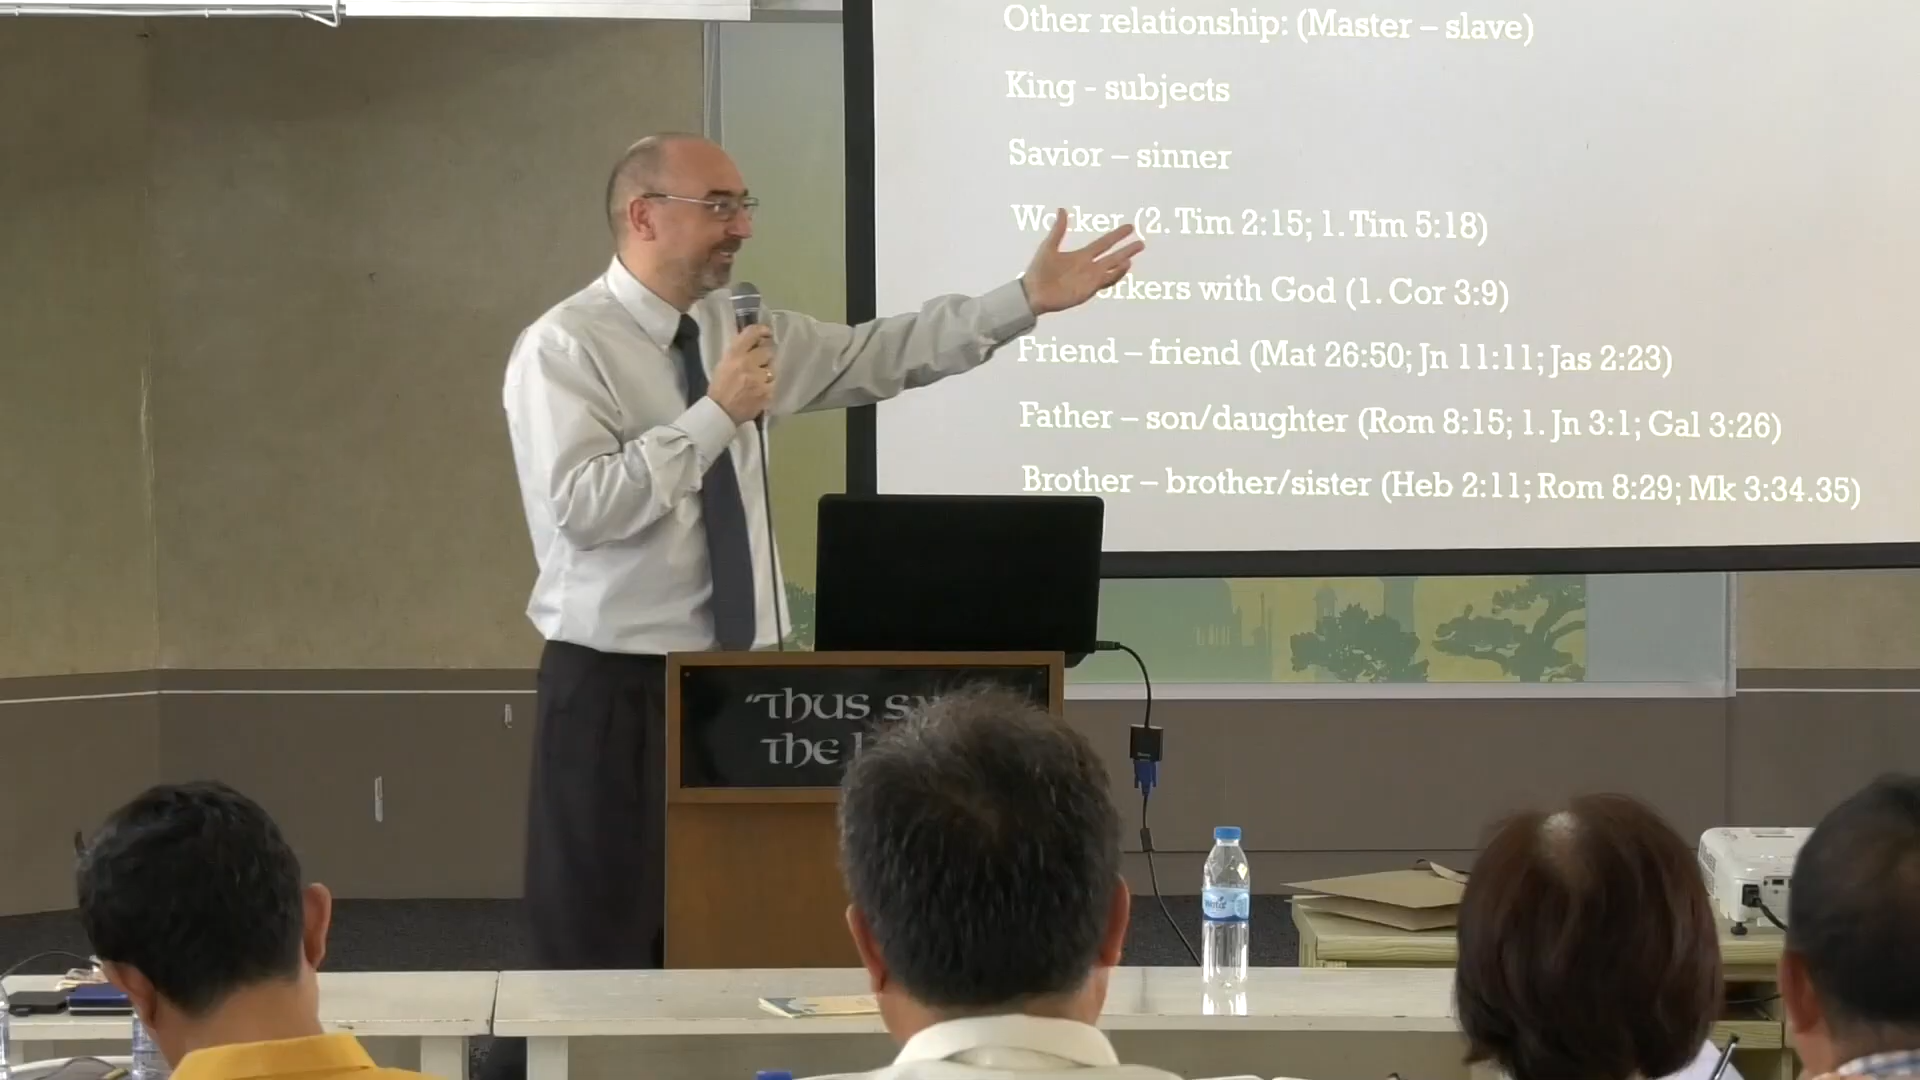 Other relationship: (Master – slave)
King - subjects
Savior – sinner
Worker (2. Tim 2:15; 1. Tim 5:18)
with God (1. Cor 3:9)
Friend – friend (Mat 26:50; Jn 11:11; Jas 2:23)
Father – son/daughter (Rom 8:15; 1. Jn 3:1; Gal 3:26)
Brother – brother/sister (Heb 2:11; Rom 8:29; Mk 3:34.35)
“Thus
the